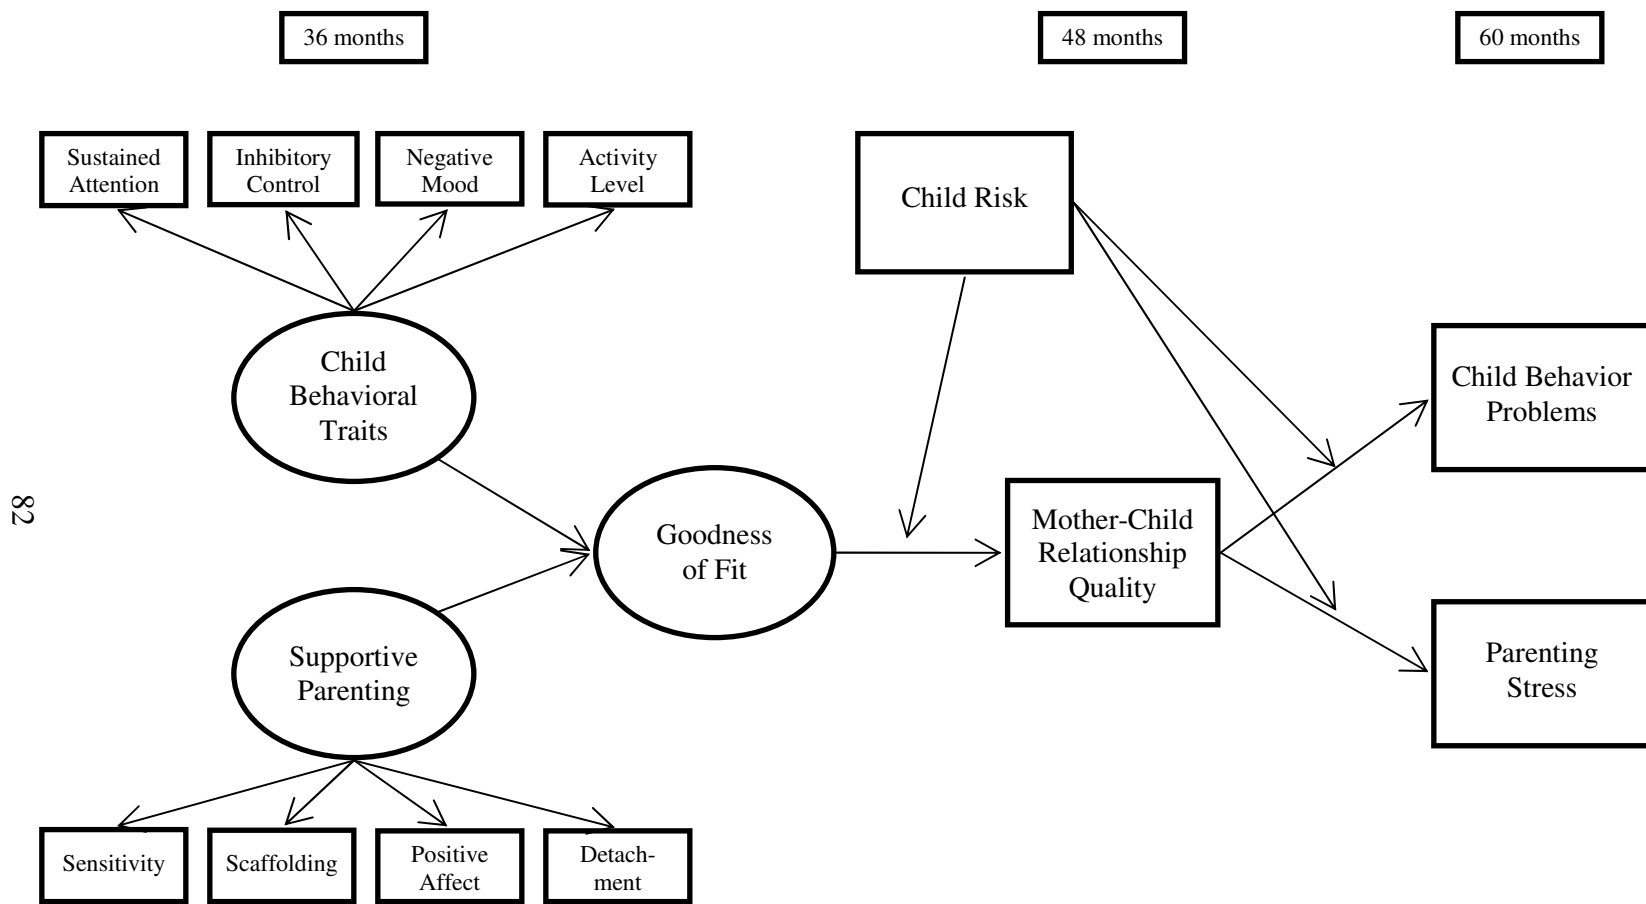 36 months
48 months
60 months
Sustained
Attention
Inhibitory
Control
Negative
Mood
Activity
Level
Child Risk
Child
Behavioral
Traits
Child Behavior
Problems
82
Goodness
of Fit
Mother-Child
Relationship
Quality
Supportive
Parenting
Parenting
Stress
Sensitivity
Scaffolding
Positive
Affect
Detach-
ment